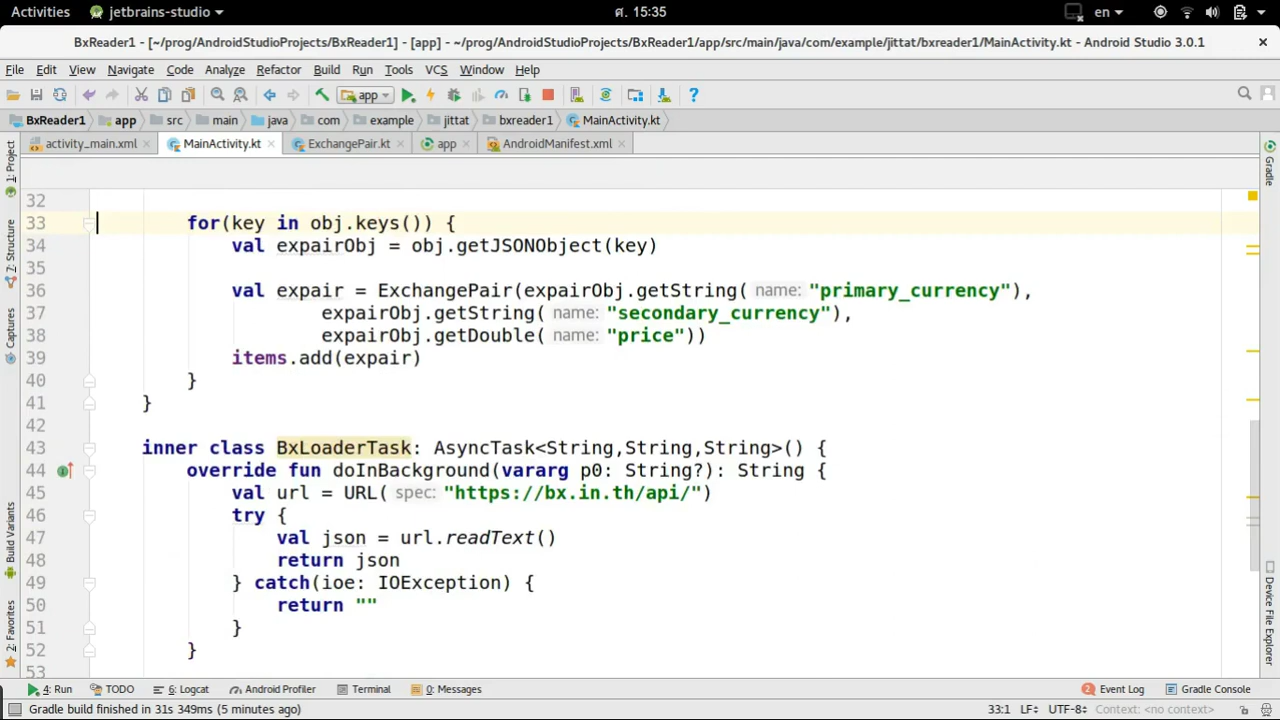 Activities jetbrains-studio ศ. 15:35 en
BxReader1 - [~/prog/AndroidStudioProjects/BxReader1] - [app] - ~/prog/AndroidStudioProjects/BxReader1/app/src/main/java/com/example/jittat/bxreader1/MainActivity.kt - Android Studio 3.0.1
File Edit View Navigate Code Analyze Refactor Build Run Tools VCS Window Help
app
BxReader1 app src main java com example jittat bxreader1 MainActivity.kt
activity_main.xml MainActivity.kt ExchangePair.kt app AndroidManifest.xml
1: Project
7: Structure
Captures
Build Variants
2: Favorites
32
33 for(key in obj.keys()) {
34 val expairObj = obj.getJSONObject(key)
35
36 val expair = ExchangePair(expairObj.getString( name: "primary_currency"),
37 expairObj.getString( name: "secondary_currency"),
38 expairObj.getDouble( name: "price"))
39 items.add(expair)
40 }
41 }
42
43 inner class BxLoaderTask: AsyncTask<String,String,String>() {
44 override fun doInBackground(vararg p0: String?): String {
45 val url = URL( spec: "https://bx.in.th/api/")
46 try {
47 val json = url.readText()
48 return json
49 } catch(ioe: IOException) {
50 return ""
51 }
52 }
53
Gradle
Device File Explorer
4: Run TODO 6: Logcat Android Profiler Terminal 0: Messages 2 Event Log Gradle Console
Gradle build finished in 31s 349ms (5 minutes ago) 33:1 LF÷ UTF-8÷ Context: <no context>